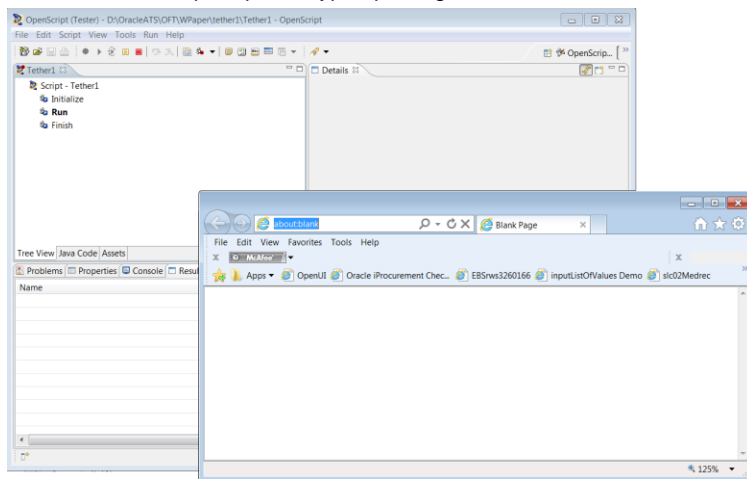 OpenScript (Tester) - D:\OracleATS\OFT\WPaper\tether1\Tether1 - OpenScript
File Edit Script View Tools Run Help
OpenScrip...
Tether1
Details
Script - Tether1
Initialize
Run
Finish
Tree View Java Code Assets
Problems Properties Console Resul
Name
about:blank
Blank Page
File Edit View Favorites Tools Help
x McAfee x
Apps OpenUI Oracle iProcurement Chec... EBSrws3260166 inputListOfValues Demo slc02Medrec
125%